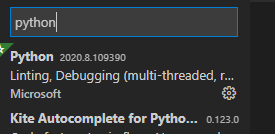 python
Python 2020.8.109390
Linting, Debugging (multi-threaded, r...
Microsoft
Kite Autocomplete for Pytho... 0.123.0